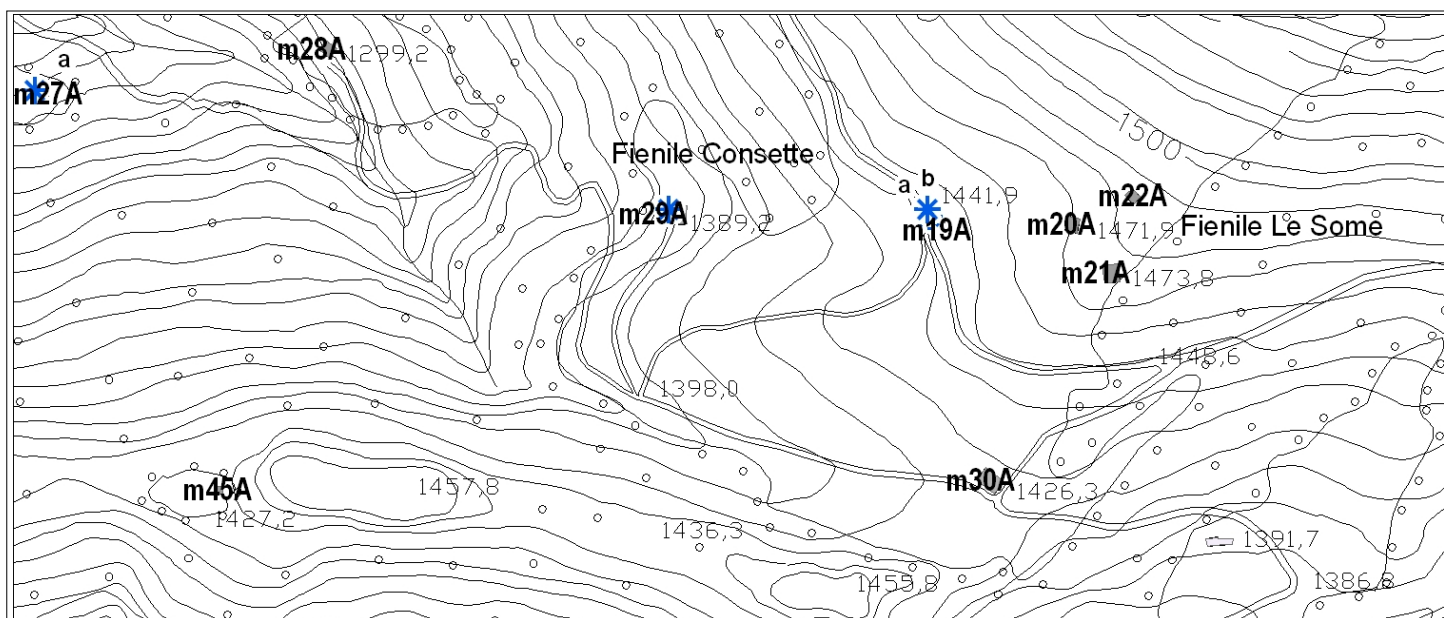 a
m27A
m28A
1299,2
Fienile Consette
m29A
1389,2
a b
1441,9
m19A
1500
m22A
m20A
1471,9
Fienile Le Some
m21A
1473,8
1448,6
1398,0
m45A
1427,2
1457,8
1436,3
m30A
1426,3
1391,7
1455,8
1386,8